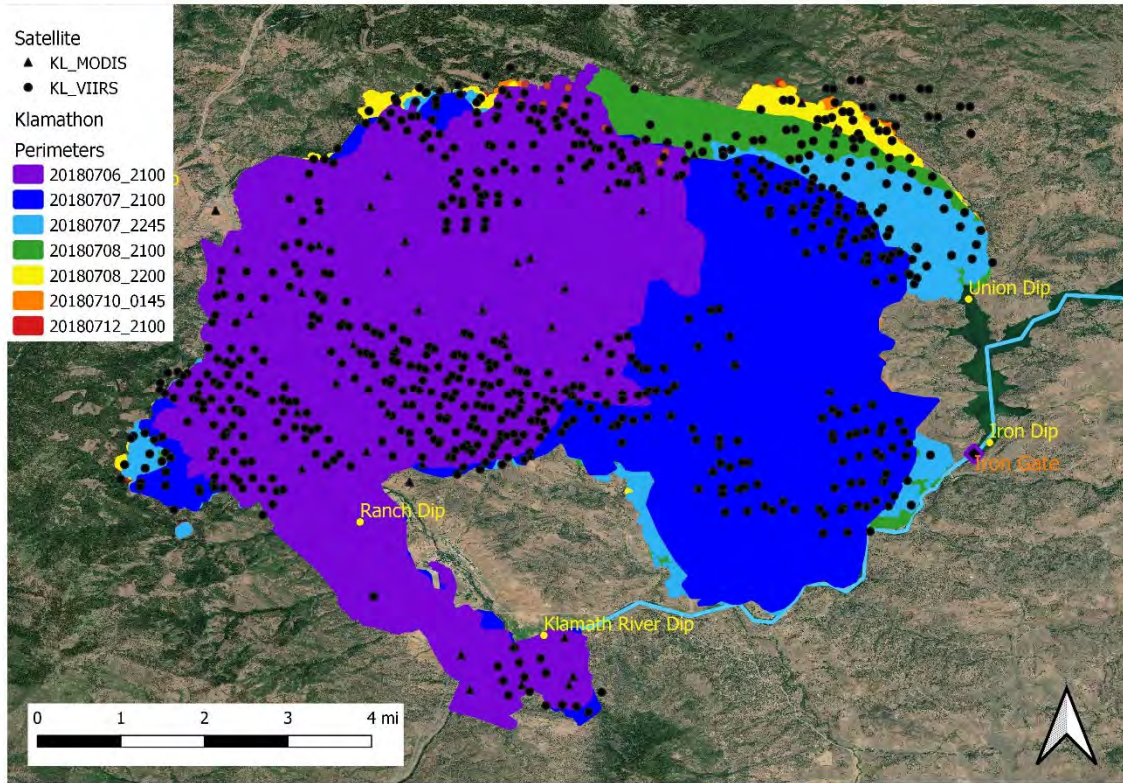 Satellite
KL_MODIS
KL_VIIRS
Klamathon
Perimeters
20180706_2100
20180707_2100
20180707_2245
20180708_2100
20180708_2200
20180710_0145
20180712_2100
Union Dip
Iron Dip
Iron Gate
Ranch Dip
Klamath River Dip
0 1 2 3 4 mi